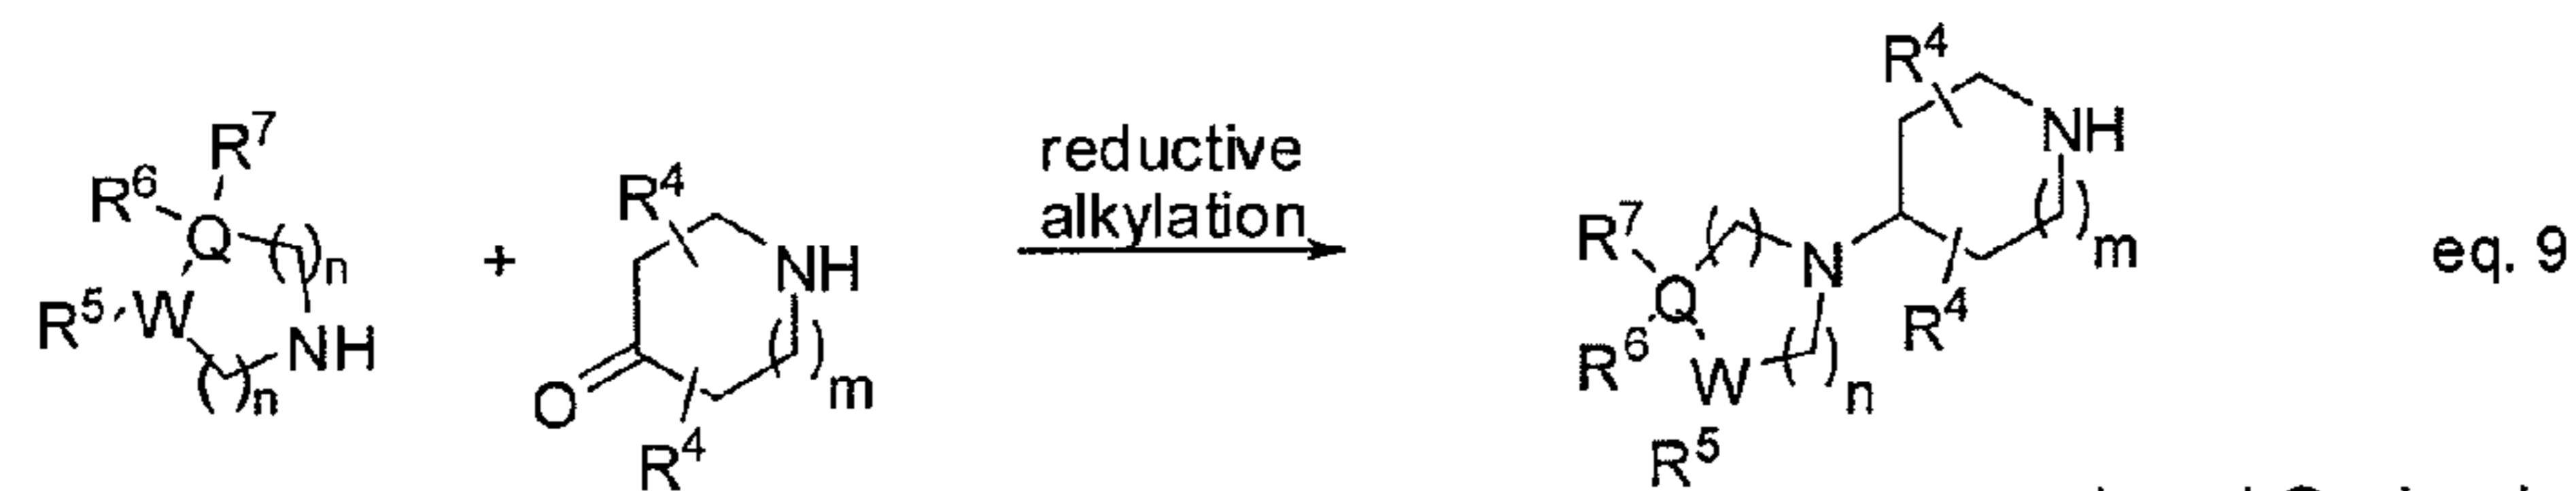 R⁷
R⁶
Q ( )n
R⁵ W
NH
( )n
+
R⁴
NH
O ( )m
R⁴
reductive
alkylation
R⁴
NH
( )m
R⁷ ( ) N
Q
R⁴
R⁶
W ( )n
R⁵
eq. 9